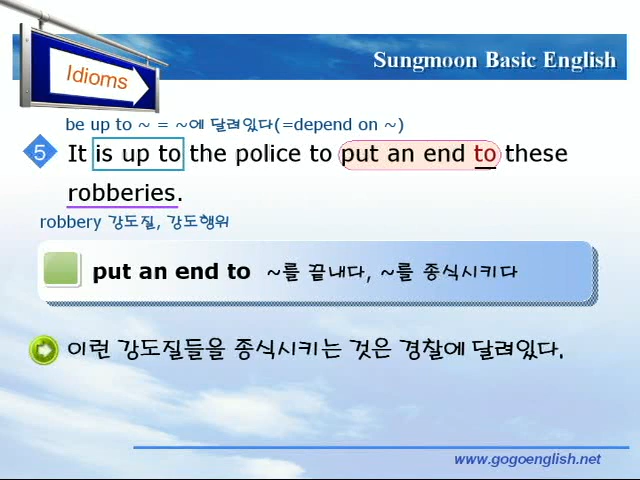 Idioms
Sungmoon Basic English
be up to ~ = ~에 달려있다(=depend on ~)
5 It is up to the police to put an end to these
robberies.
robbery 강도질, 강도행위
put an end to ~를 끝내다, ~를 종식시키다
이런 강도질들을 종식시키는 것은 경찰에 달려있다.
www.gogoenglish.net